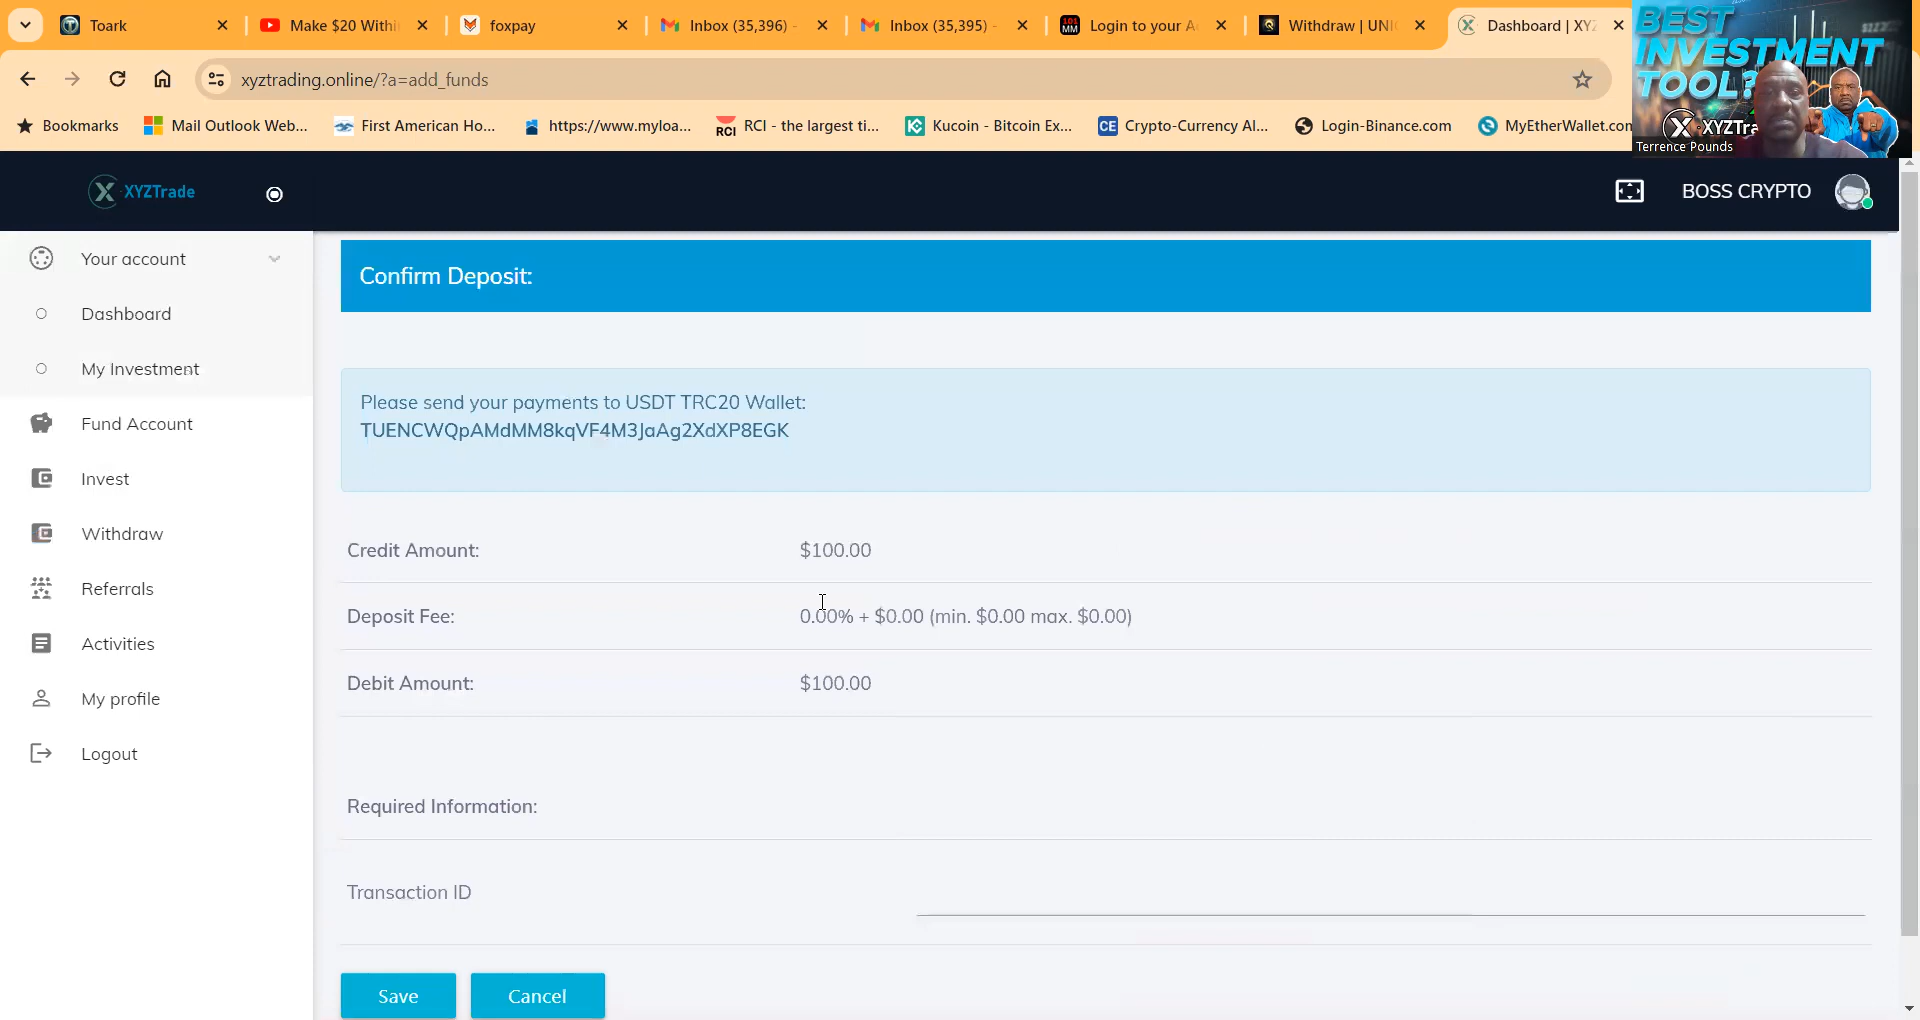 Toark
Make $20 Withi
foxpay
Inbox (35,396) -
Inbox (35,395) -
Login to your A
Withdraw | UNI
Dashboard | XYZ
xyztrading.online/?a=add_funds
Bookmarks
Mail Outlook Web...
First American Ho...
https://www.myloa...
RCI
RCI - the largest ti...
Kucoin - Bitcoin Ex...
CE
Crypto-Currency Al...
Login-Binance.com
MyEtherWallet.com
BEST
INVESTMENT
TOOL?
XYZTra
Terrence Pounds
XYZTrade
BOSS CRYPTO
Your account
Dashboard
My Investment
Fund Account
Invest
Withdraw
Referrals
Activities
My profile
Logout
Confirm Deposit:
Please send your payments to USDT TRC20 Wallet:
TUENCWQpAMdMM8kqVF4M3JaAg2XdXP8EGK
Credit Amount:
$100.00
Deposit Fee:
0.00% + $0.00 (min. $0.00 max. $0.00)
Debit Amount:
$100.00
Required Information:
Transaction ID
Save
Cancel